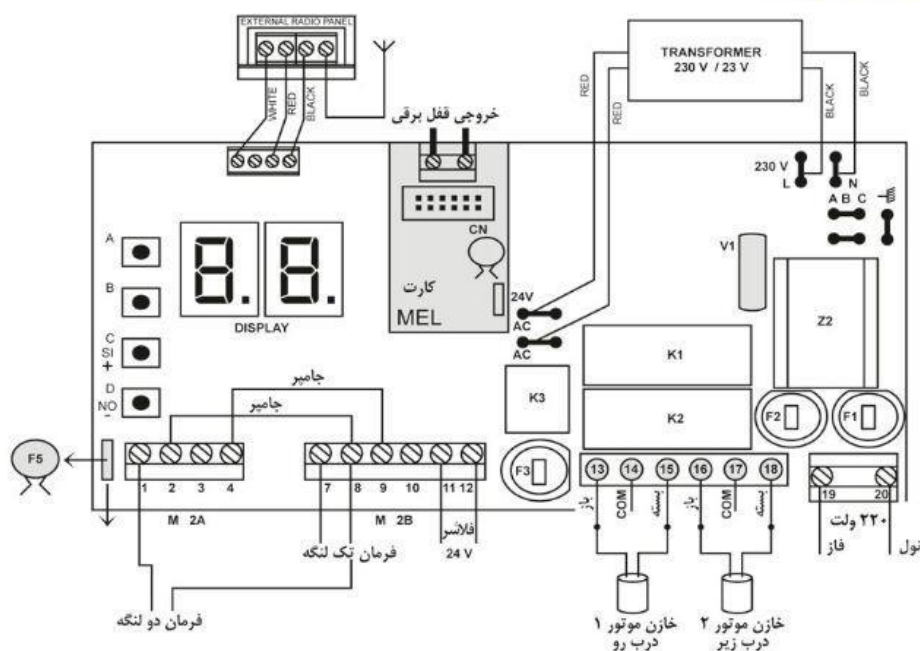 EXTERNAL RADIO PANEL
WHITE
RED
BLACK
خروجی قفل برقی
TRANSFORMER
230 V / 23 V
RED
RED
BLACK
BLACK
230 V
L
N
A B C
A
B
C
SI
+
D
NO
-
DISPLAY
CN
کارت
MEL
24V
AC
AC
V1
Z2
K1
K2
K3
F2
F1
F3
F5
جامپر
جامپر
1 2 3 4
M 2A
7 8 9 10 11 12
M 2B
فلاشر
24 V
فرمان تک لنگه
فرمان دو لنگه
13 14 15 16 17 18
باز
COM
بسته
باز
COM
بسته
خازن موتور ۱
درب رو
خازن موتور ۲
درب زیر
19 20
۲۲۰ ولت
فاز
نول